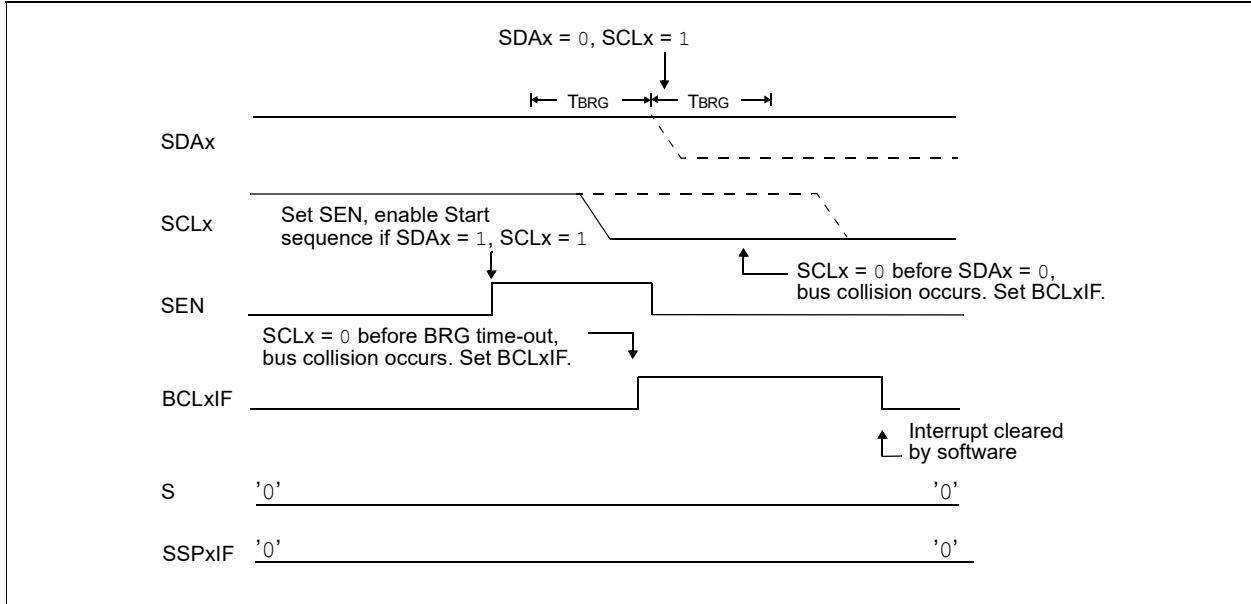 SDAx = 0, SCLx = 1
TBRG TBRG
SDAx
SCLx
Set SEN, enable Start
sequence if SDAx = 1, SCLx = 1
SCLx = 0 before SDAx = 0,
bus collision occurs. Set BCLxIF.
SEN
SCLx = 0 before BRG time-out,
bus collision occurs. Set BCLxIF.
BCLxIF
Interrupt cleared
by software
S '0' '0'
SSPxIF '0' '0'